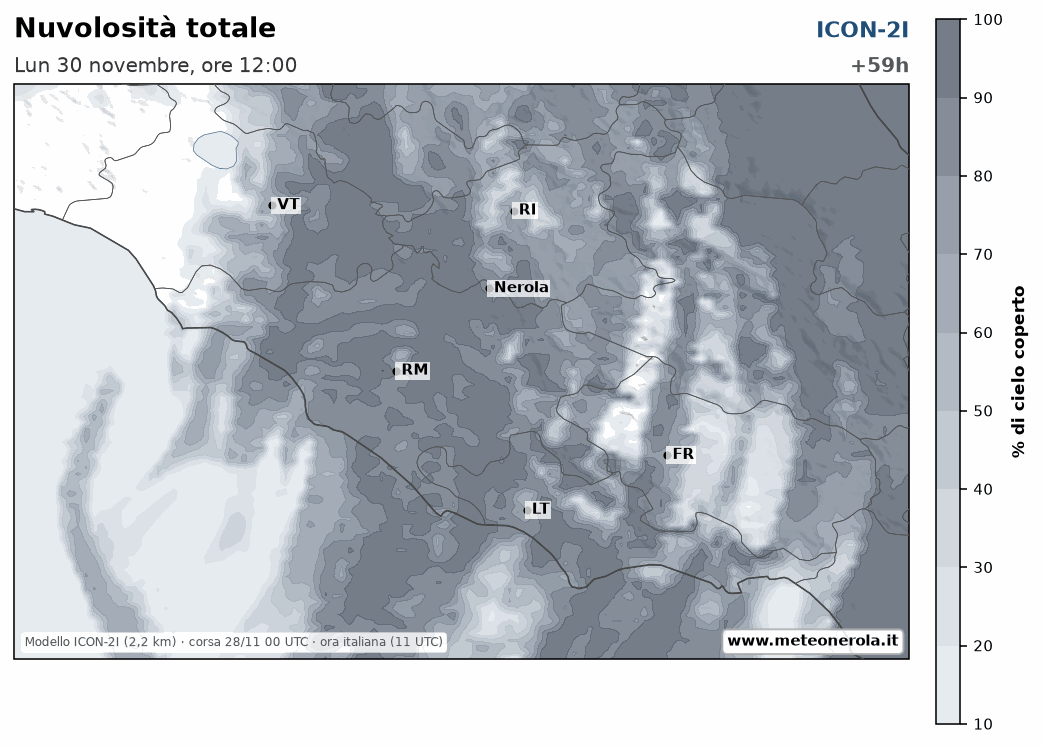 Nuvolosità totale
ICON-2I
Lun 30 novembre, ore 12:00
+59h
100
90
80
70
60
50
40
30
20
10
% di cielo coperto
VT
RI
Nerola
RM
FR
LT
Modello ICON-2I (2,2 km) · corsa 28/11 00 UTC · ora italiana (11 UTC)
www.meteonerola.it